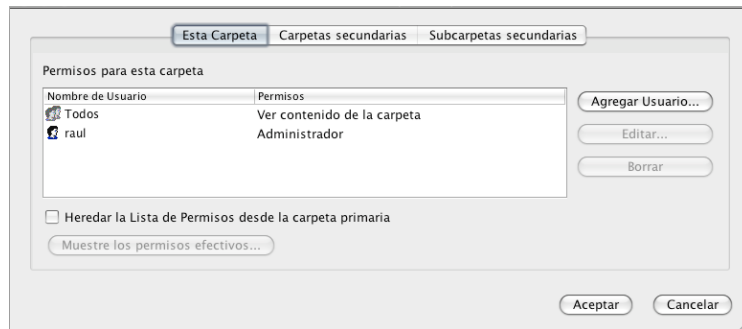 Esta Carpeta Carpetas secundarias Subcarpetas secundarias
Permisos para esta carpeta
Nombre de Usuario Permisos
Todos Ver contenido de la carpeta
raul Administrador
Agregar Usuario...
Editar...
Borrar
Heredar la Lista de Permisos desde la carpeta primaria
Muestre los permisos efectivos...
Aceptar Cancelar